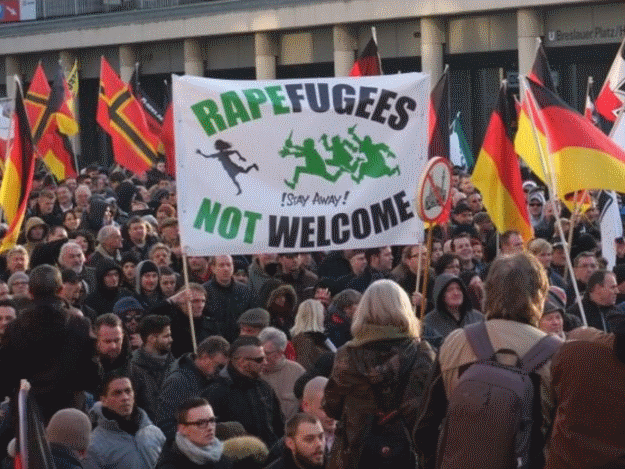 U Breslauer Platz/H
RAPEFUGEES
!STAY AWAY!
NOT WELCOME